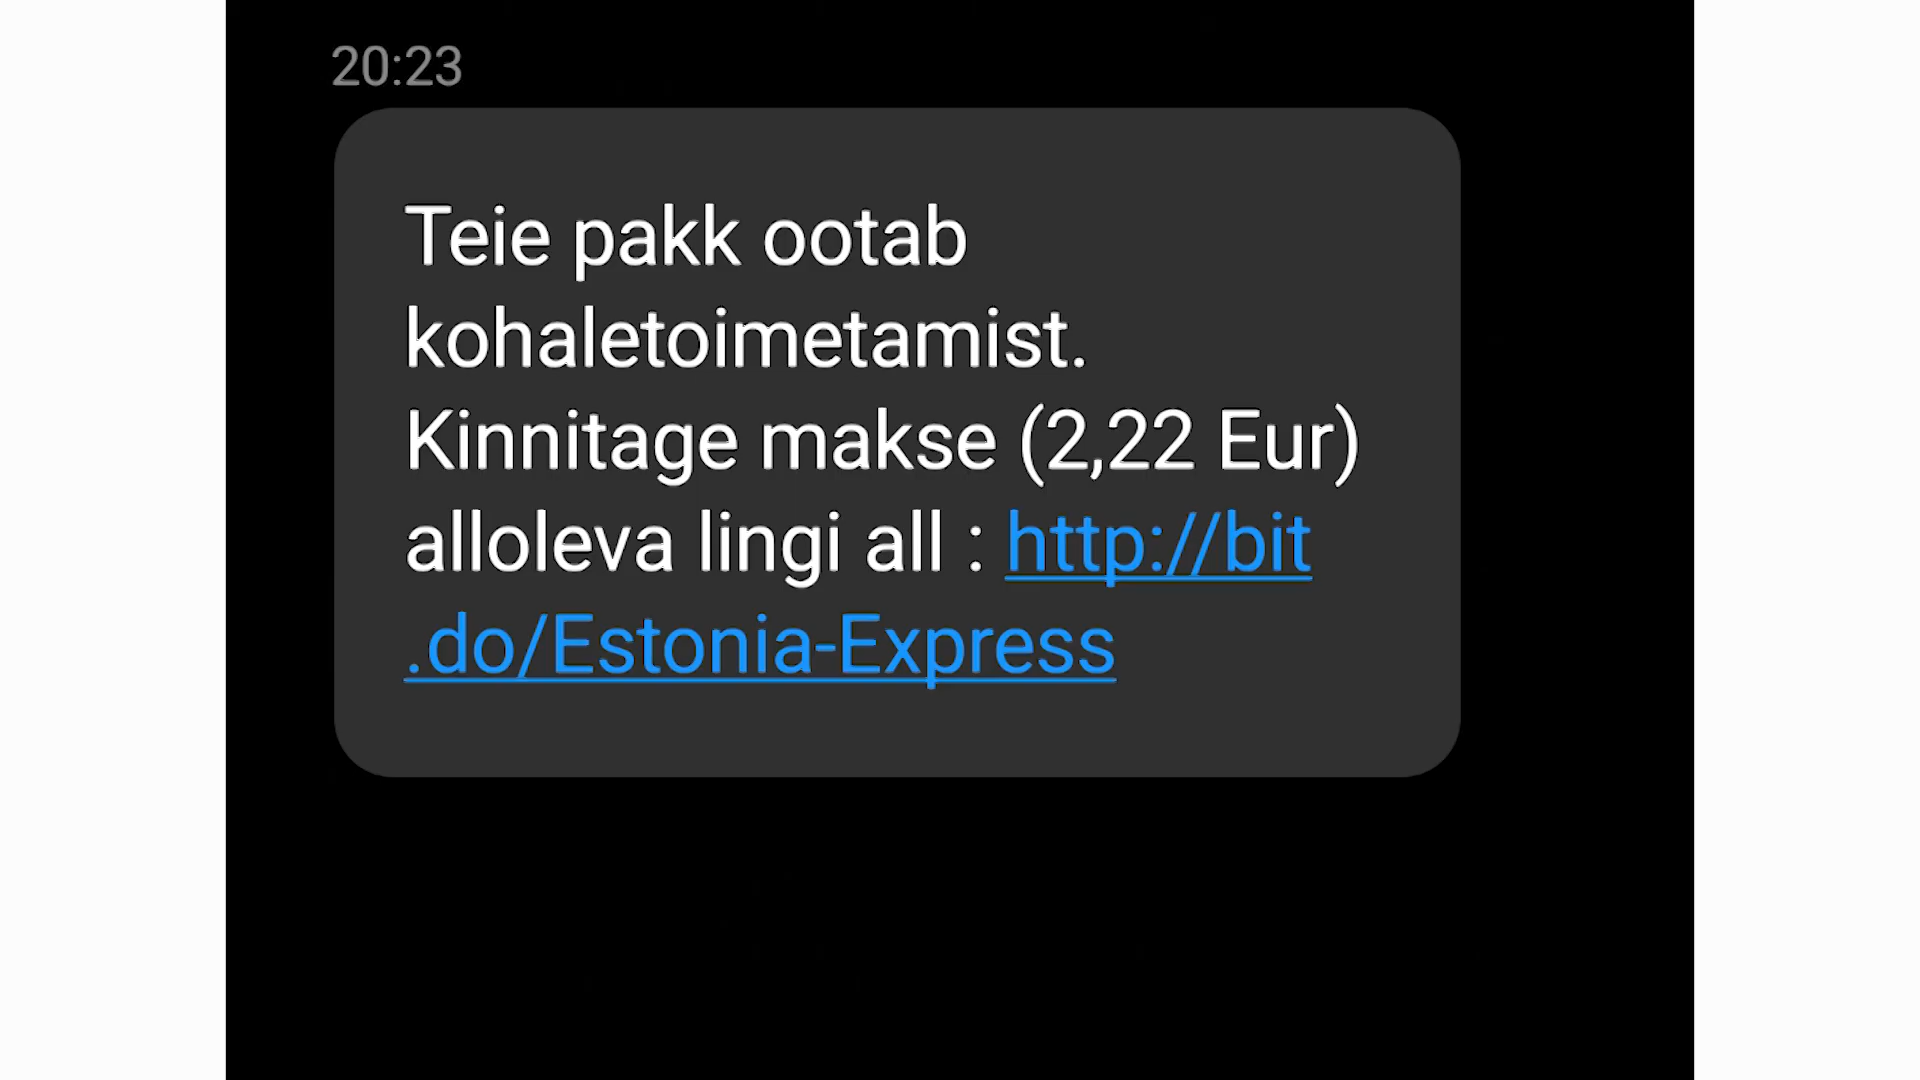 20:23
Teie pakk ootab
kohaletoimetamist.
Kinnitage makse (2,22 Eur)
alloleva lingi all : http://bit
.do/Estonia-Express